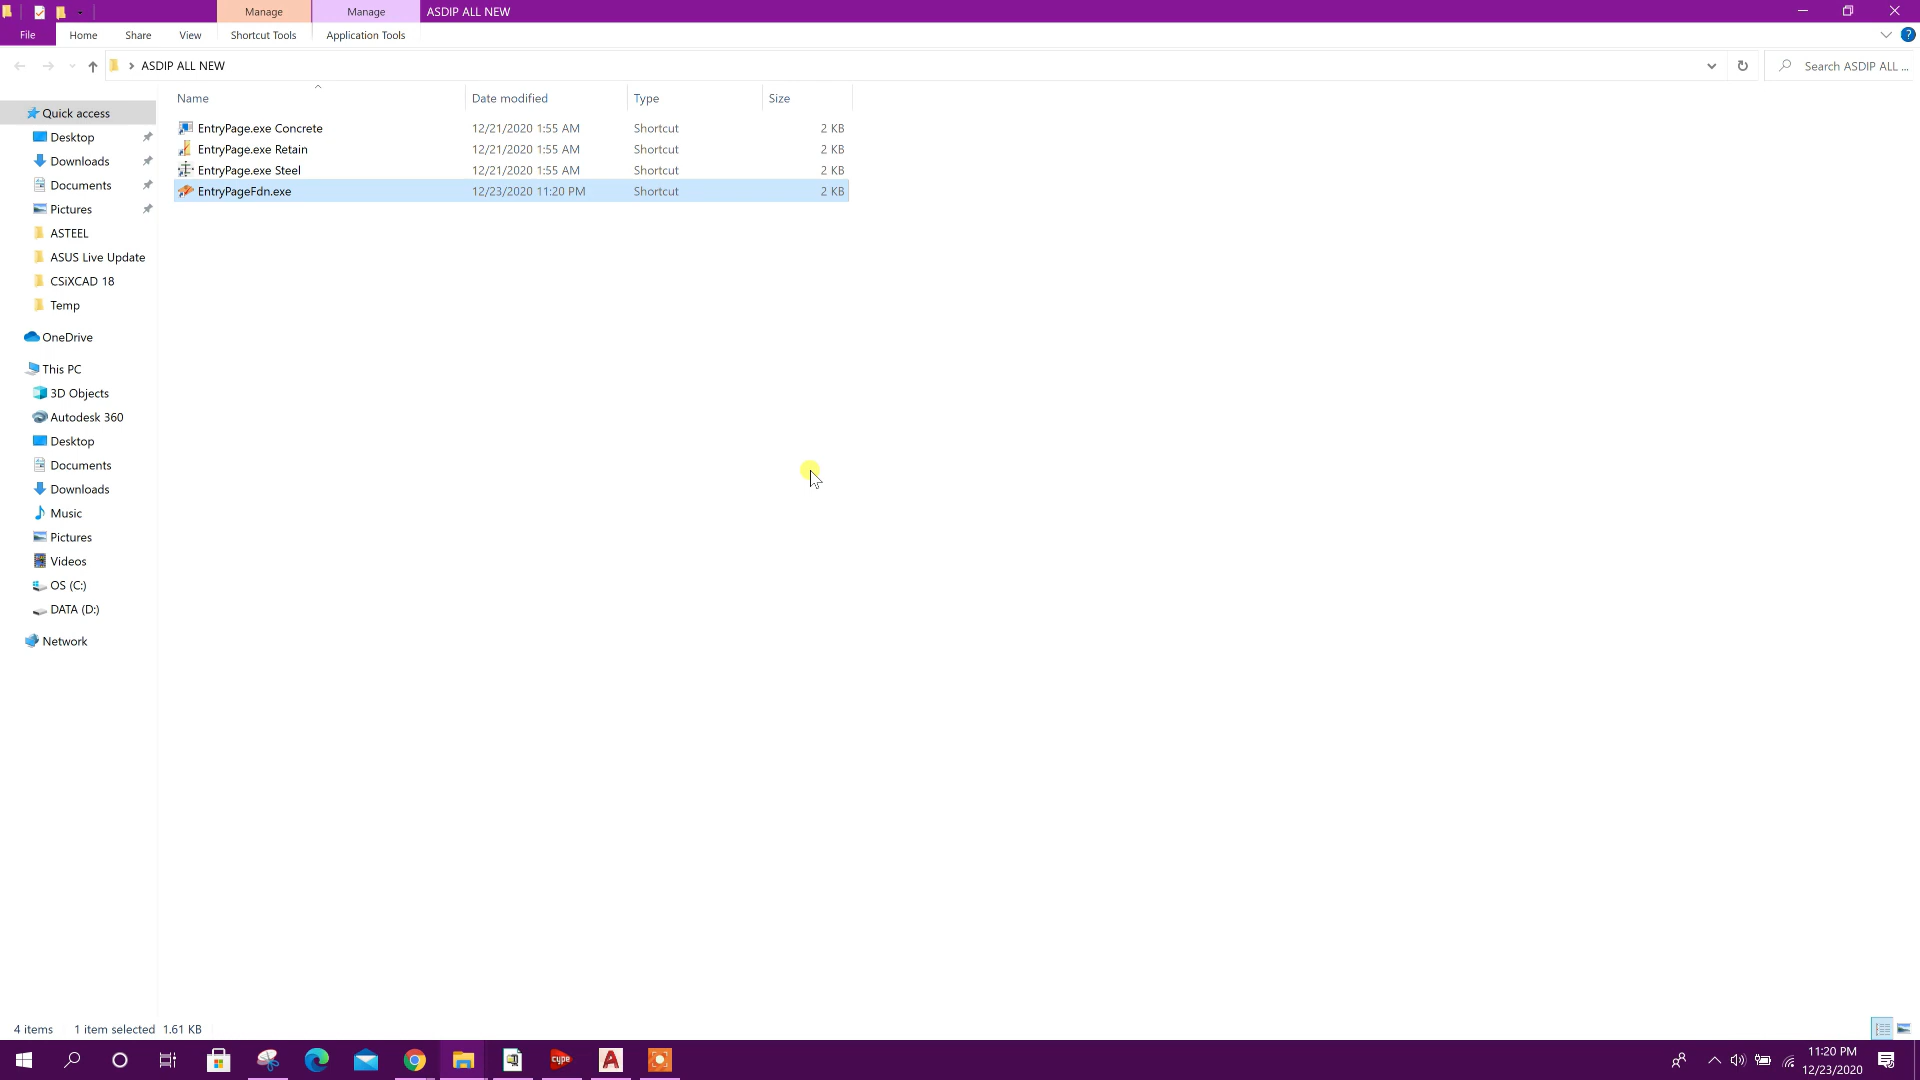 Manage Manage ASDIP ALL NEW
File Home Share View Shortcut Tools Application Tools ?
ASDIP ALL NEW Search ASDIP ALL ...
Name Date modified Type Size
EntryPage.exe Concrete 12/21/2020 1:55 AM Shortcut 2 KB
EntryPage.exe Retain 12/21/2020 1:55 AM Shortcut 2 KB
EntryPage.exe Steel 12/21/2020 1:55 AM Shortcut 2 KB
EntryPageFdn.exe 12/23/2020 11:20 PM Shortcut 2 KB
Quick access
Desktop
Downloads
Documents
Pictures
ASTEEL
ASUS Live Update
CSiXCAD 18
Temp
OneDrive
This PC
3D Objects
Autodesk 360
Desktop
Documents
Downloads
Music
Pictures
Videos
OS (C:)
DATA (D:)
Network
4 items 1 item selected 1.61 KB
cype A 11:20 PM
12/23/2020